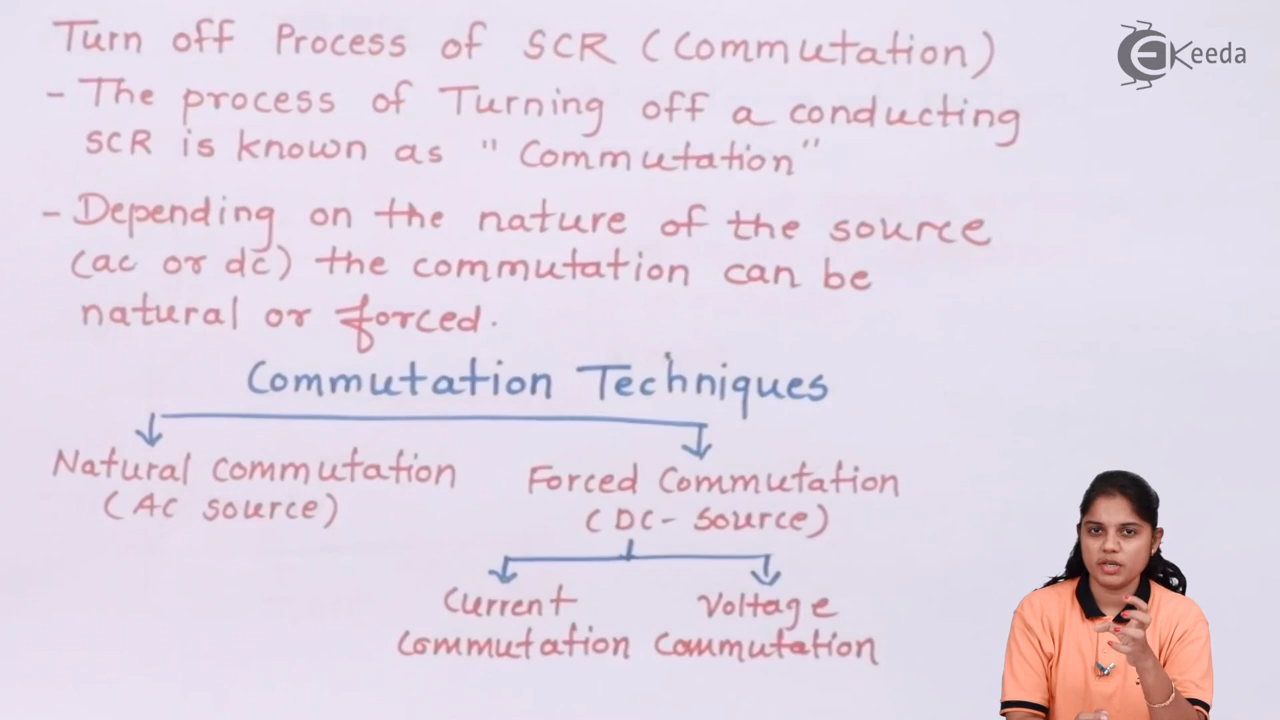 Turn off Process of SCR (Commutation)
EKeeda
- The process of Turning off a conducting
SCR is known as "Commutation"
- Depending on the nature of the source
(ac or dc) the commutation can be
natural or forced.
Commutation Techniques
Natural commutation
Forced Commutation
(AC source)
(DC- Source)
Current
Voltage
Commutation
Commutation